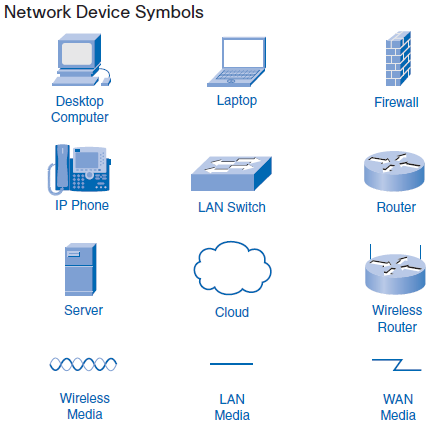 Network Device Symbols
Desktop
Computer
Laptop
Firewall
IP Phone
LAN Switch
Router
Server
Cloud
Wireless
Router
Wireless
Media
LAN
Media
WAN
Media